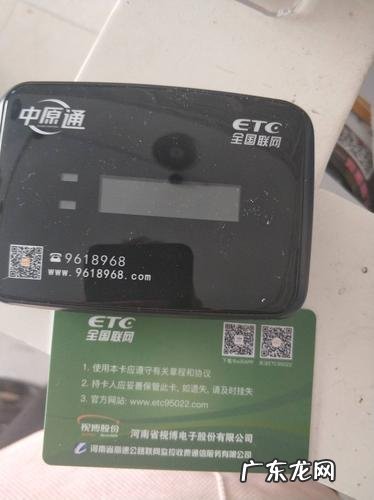 中原通
ETC
全国联网
☎9618968
www.9618968.com
ETC
全国联网
1. 使用本卡应遵守有关章程和协议
2. 持卡人应妥善保管此卡，如遗失，请及时挂失
3. 官方网站: www.etc95022.com
视博股份
河南省视博电子股份有限公司
河南省高速公路联网监控收费通信服务有限公司
广东龙网